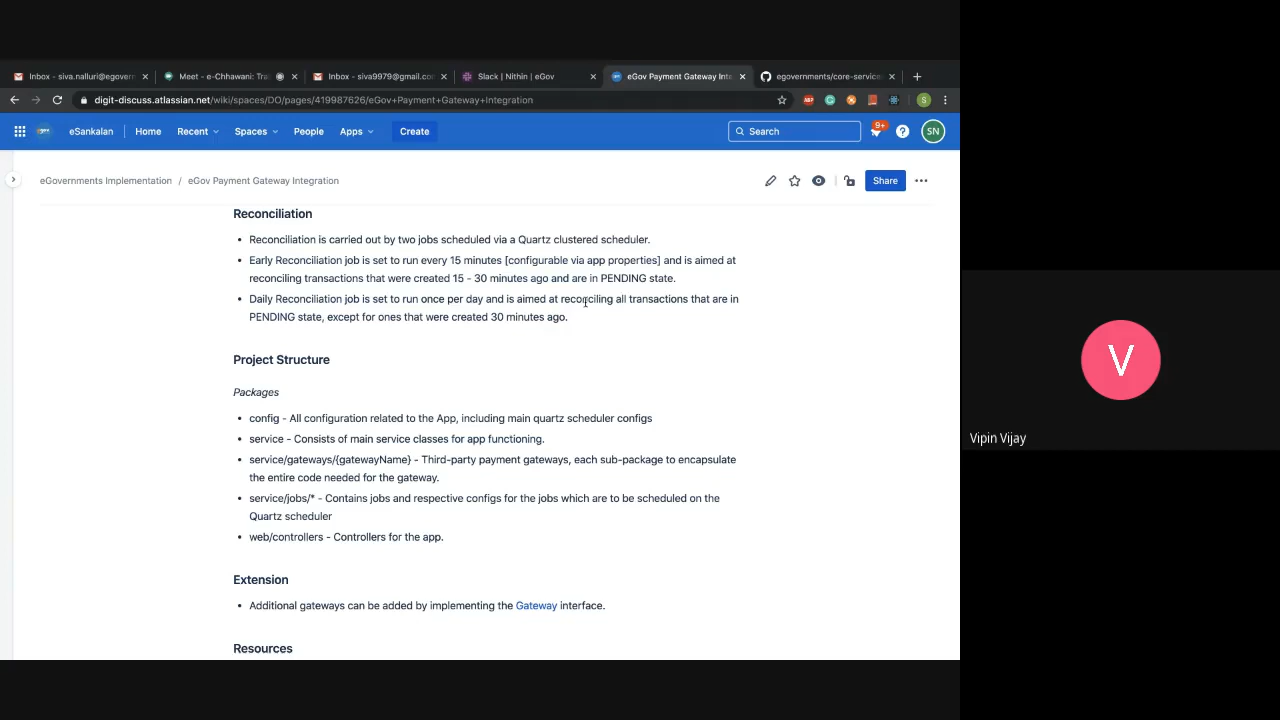 Inbox - siva.nalluri@egovern
Meet - e-Chhawani: Tra
Inbox - siva9979@gmail.co
Slack | Nithin | eGov
eGov Payment Gateway Inte
egovernments/core-service
digit-discuss.atlassian.net/wiki/spaces/DO/pages/419987626/eGov+Payment+Gateway+Integration
ABP
S
eSankalan
Home
Recent
Spaces
People
Apps
Create
Search
9+
SN
eGovernments Implementation / eGov Payment Gateway Integration
Share
Reconciliation
• Reconciliation is carried out by two jobs scheduled via a Quartz clustered scheduler.
• Early Reconciliation job is set to run every 15 minutes [configurable via app properties] and is aimed at
reconciling transactions that were created 15 - 30 minutes ago and are in PENDING state.
• Daily Reconciliation job is set to run once per day and is aimed at reconciling all transactions that are in
PENDING state, except for ones that were created 30 minutes ago.
Project Structure
Packages
• config - All configuration related to the App, including main quartz scheduler configs
• service - Consists of main service classes for app functioning.
• service/gateways/{gatewayName} - Third-party payment gateways, each sub-package to encapsulate
the entire code needed for the gateway.
• service/jobs/* - Contains jobs and respective configs for the jobs which are to be scheduled on the
Quartz scheduler
• web/controllers - Controllers for the app.
Extension
• Additional gateways can be added by implementing the Gateway interface.
Resources
V
Vipin Vijay